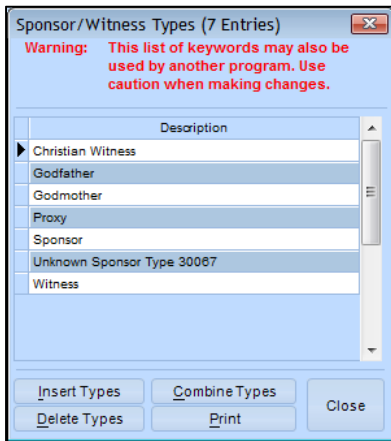 Sponsor/Witness Types (7 Entries)
Warning: This list of keywords may also be
used by another program. Use
caution when making changes.
Description
Christian Witness
Godfather
Godmother
Proxy
Sponsor
Unknown Sponsor Type 30067
Witness
Insert Types Combine Types
Close
Delete Types Print